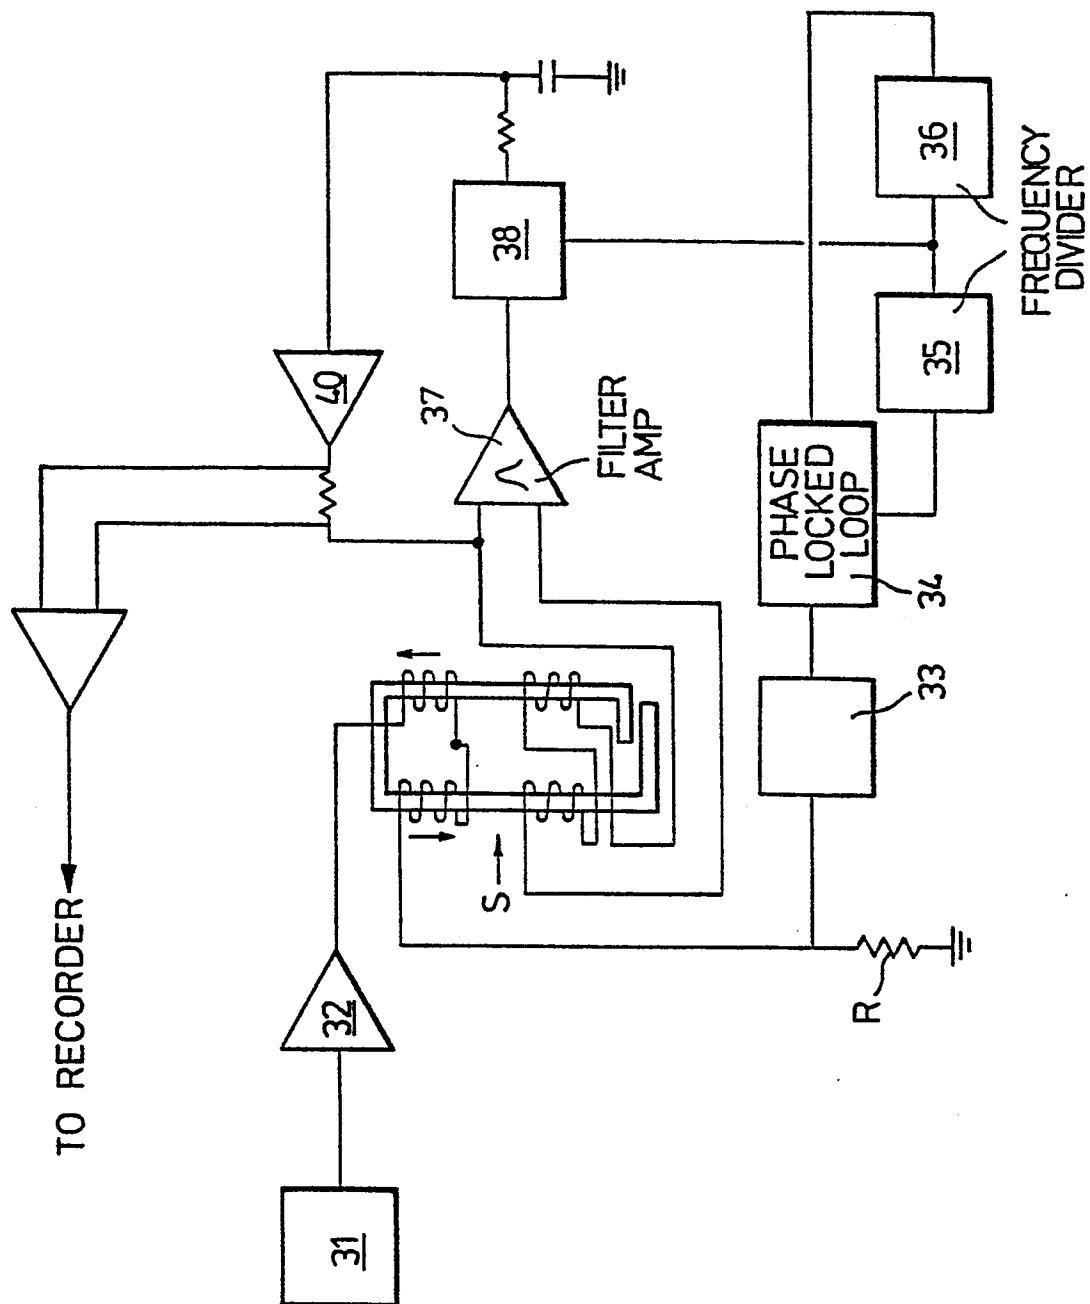 TO RECORDER
31
32
40
S
37
FILTER
AMP
38
R
33
PHASE
LOCKED
LOOP
34
35
36
FREQUENCY
DIVIDER